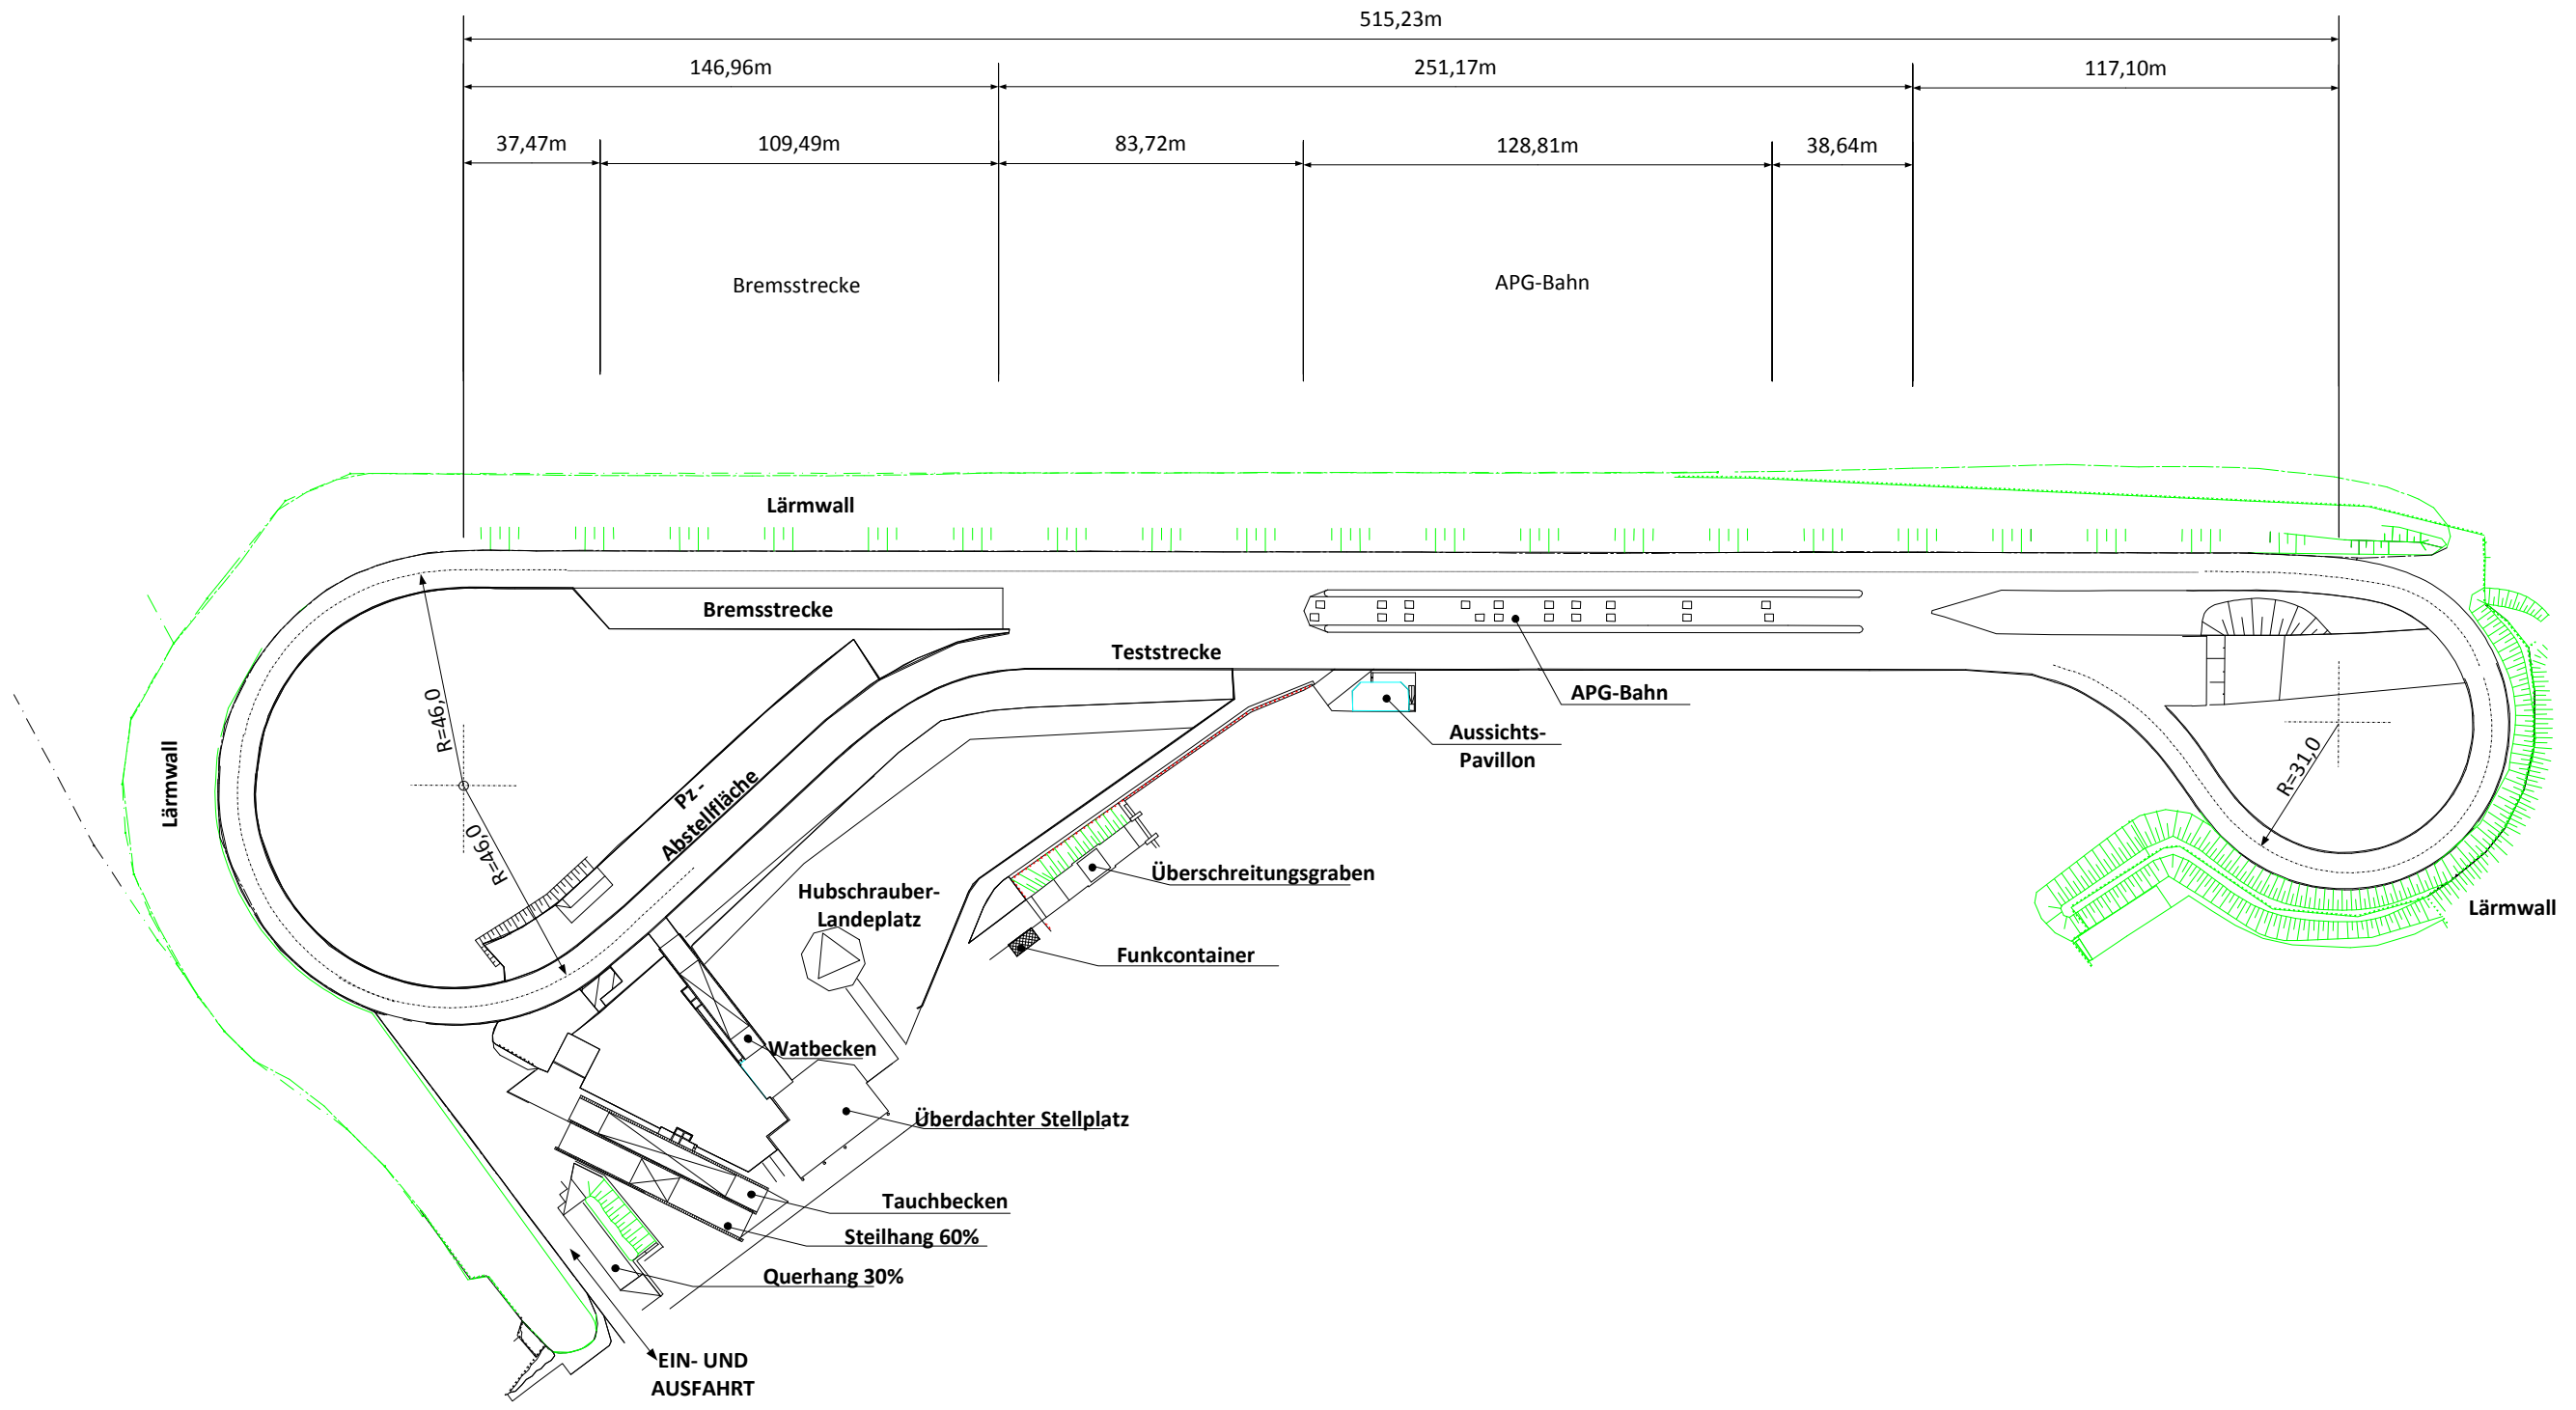 515,23m
146,96m
251,17m
117,10m
37,47m
109,49m
83,72m
128,81m
38,64m
Bremsstrecke
APG-Bahn
Lärmwall
Bremsstrecke
Teststrecke
APG-Bahn
Aussichts-
Pavillon
R=46,0
R=46,0
R=31,0
Lärmwall
Pz -
Abstellfläche
Überschreitungsgraben
Hubschrauber-
Landeplatz
Lärmwall
Funkcontainer
Watbecken
Überdachter Stellplatz
Tauchbecken
Steilhang 60%
Querhang 30%
EIN- UND
AUSFAHRT